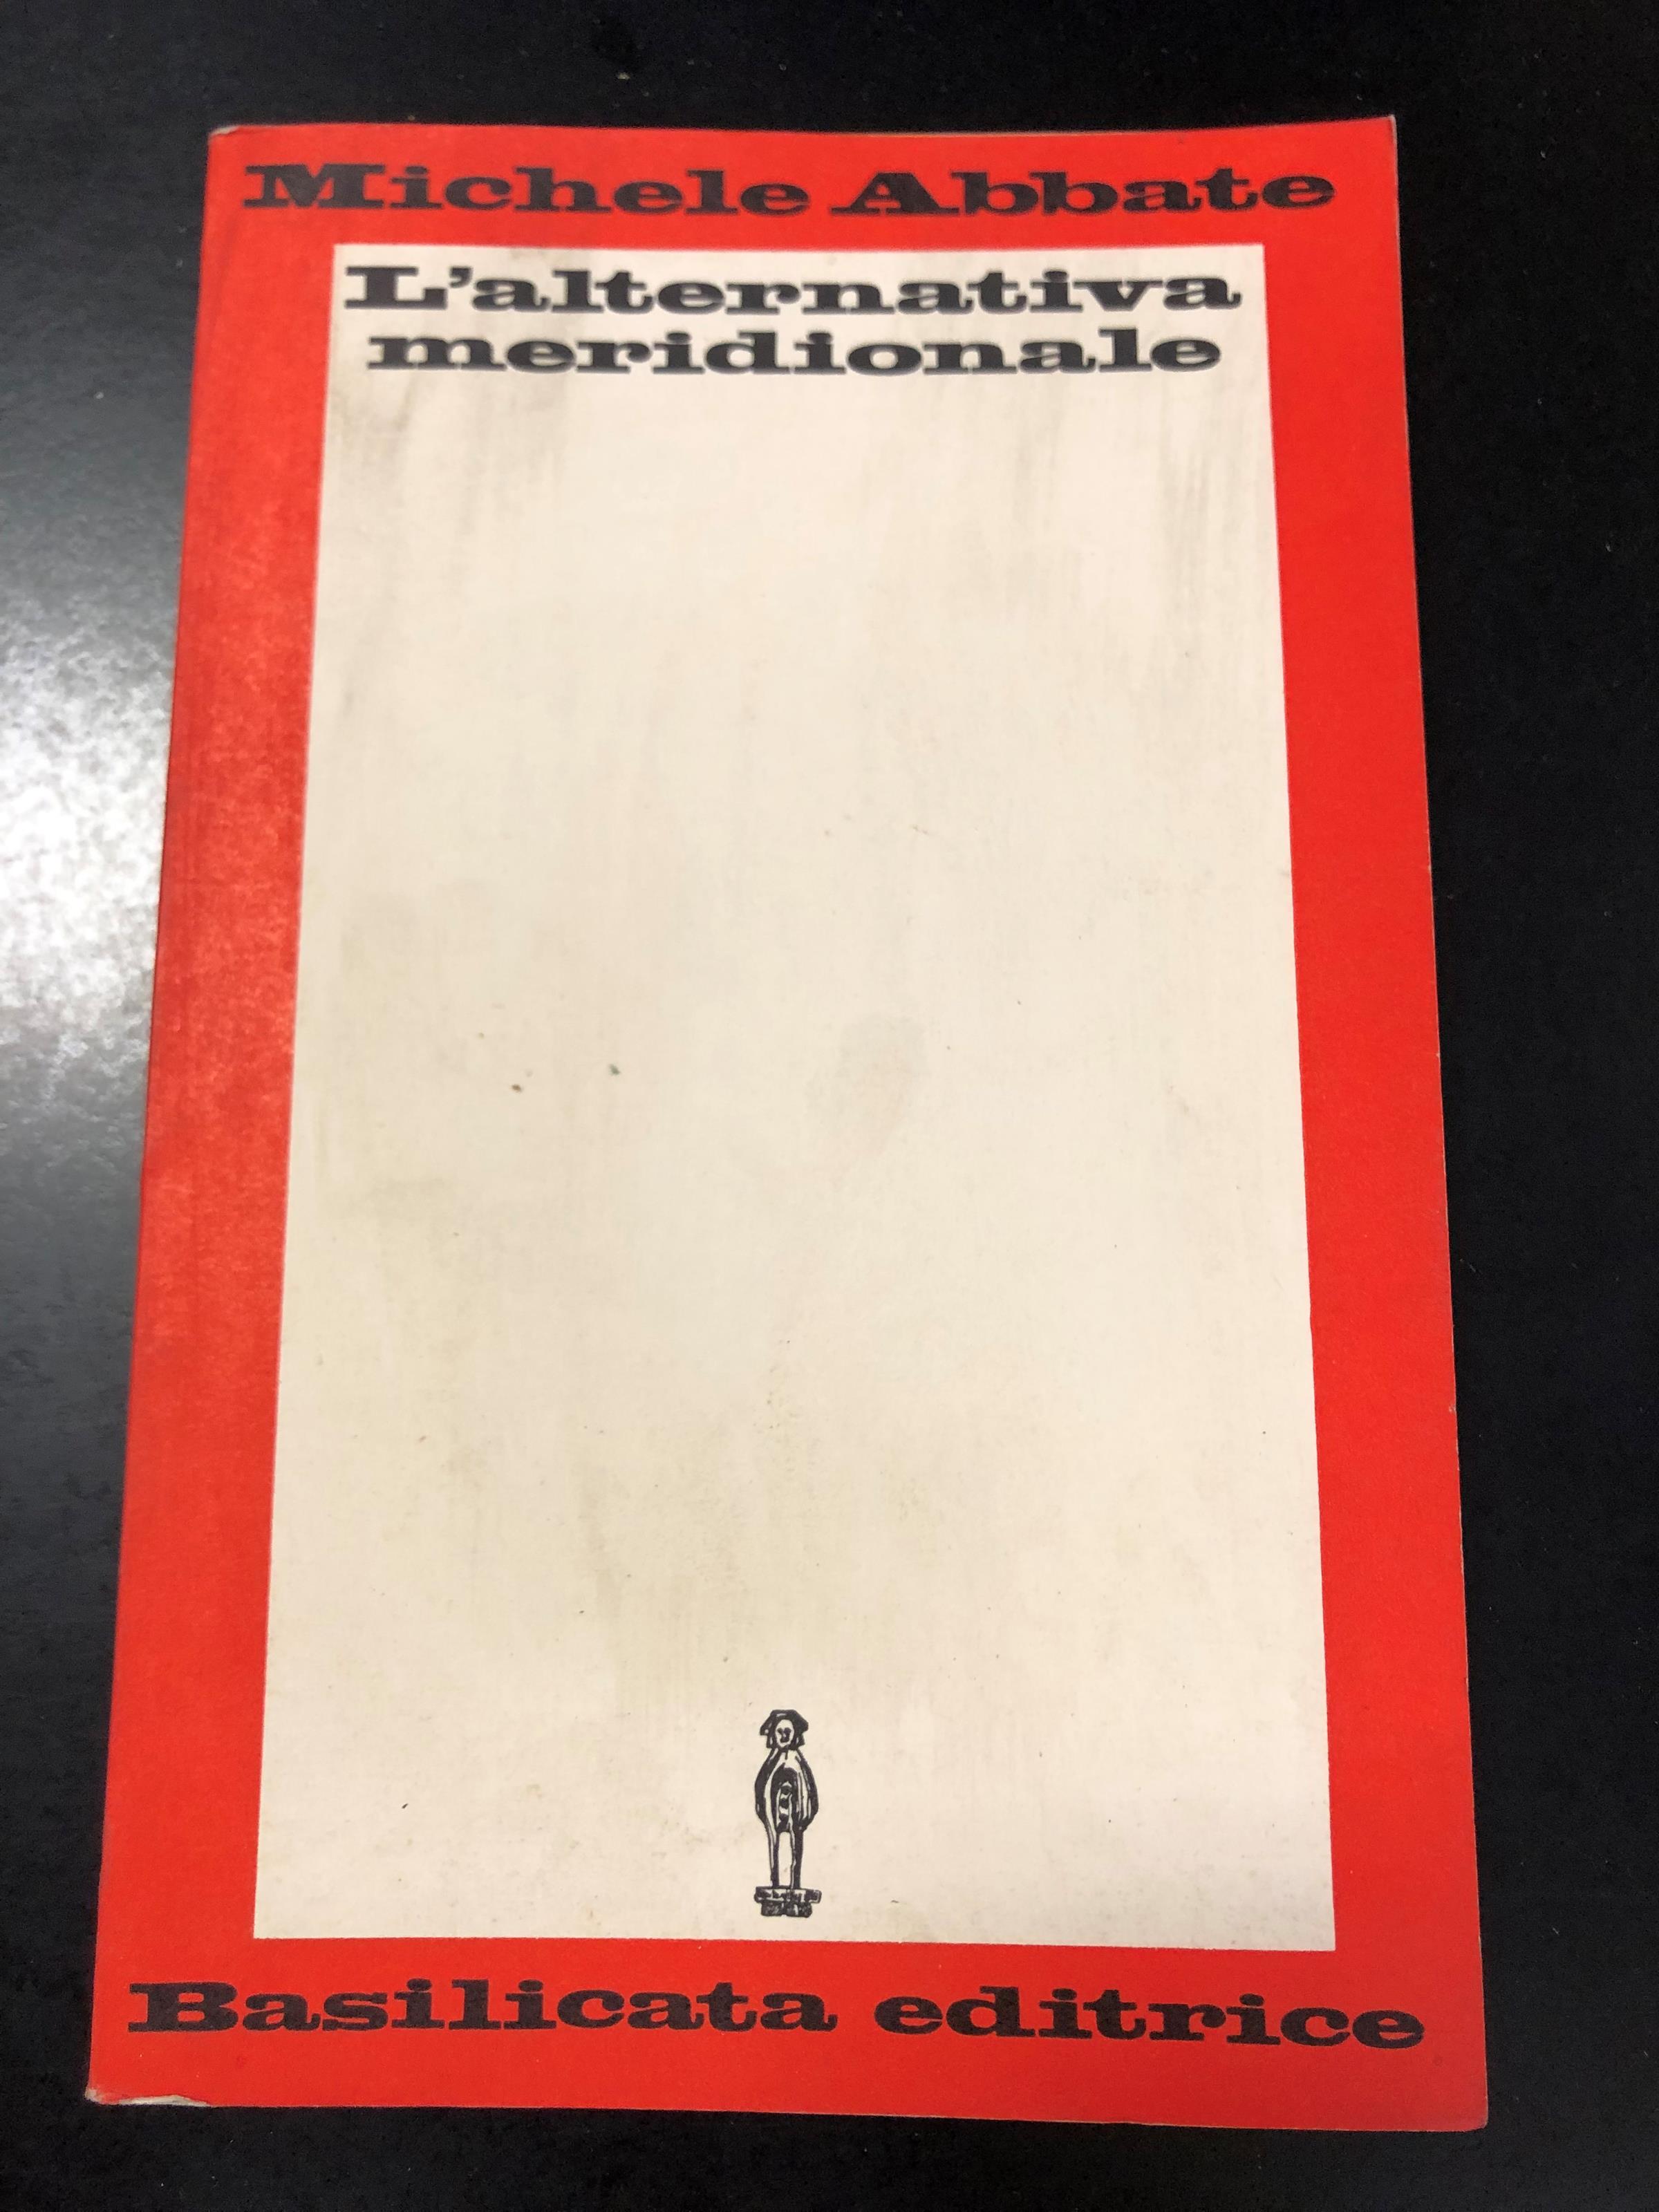 Michele Abbate
L'alternativa
meridionale
Basilicata editrice